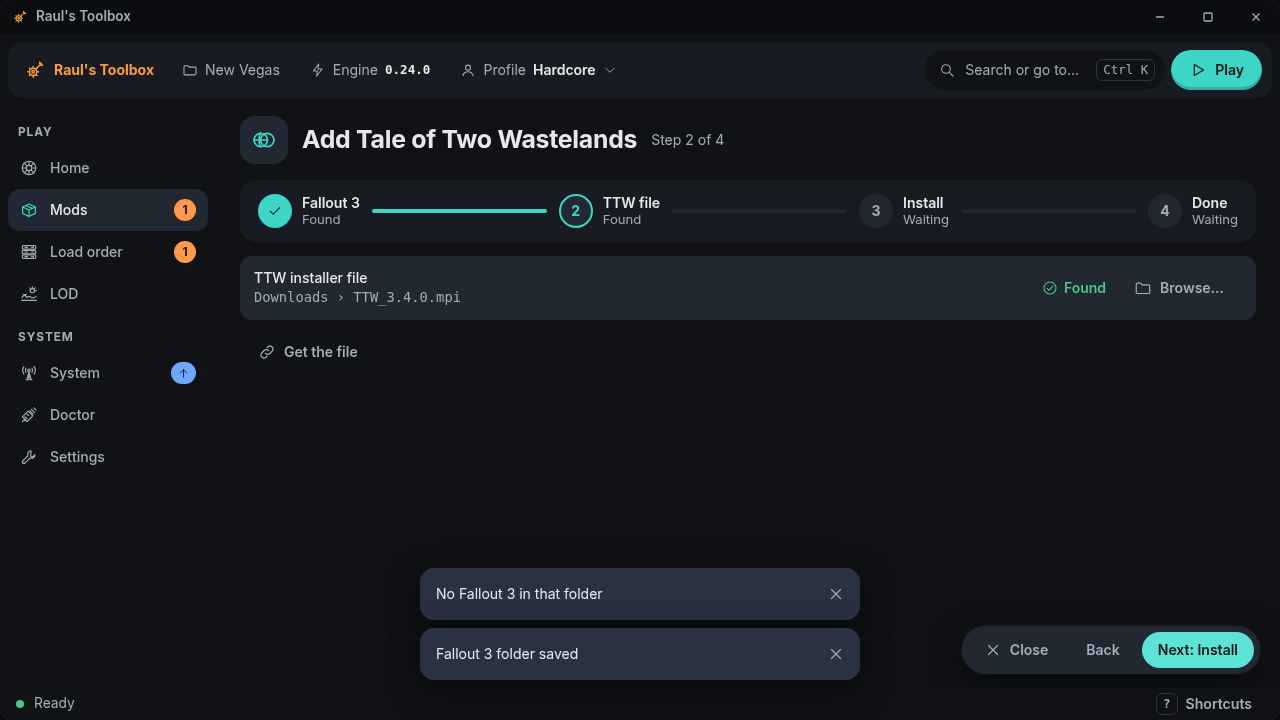 Raul's Toolbox
Raul's Toolbox
New Vegas
Engine 0.24.0
Profile Hardcore
Search or go to...
Ctrl K
Play
PLAY
Home
Mods 1
Load order 1
LOD
SYSTEM
System
Doctor
Settings
Add Tale of Two Wastelands
Step 2 of 4
Fallout 3
Found
2
TTW file
Found
3
Install
Waiting
4
Done
Waiting
TTW installer file
Downloads › TTW_3.4.0.mpi
Found
Browse...
Get the file
No Fallout 3 in that folder
Fallout 3 folder saved
Close
Back
Next: Install
Ready
? Shortcuts